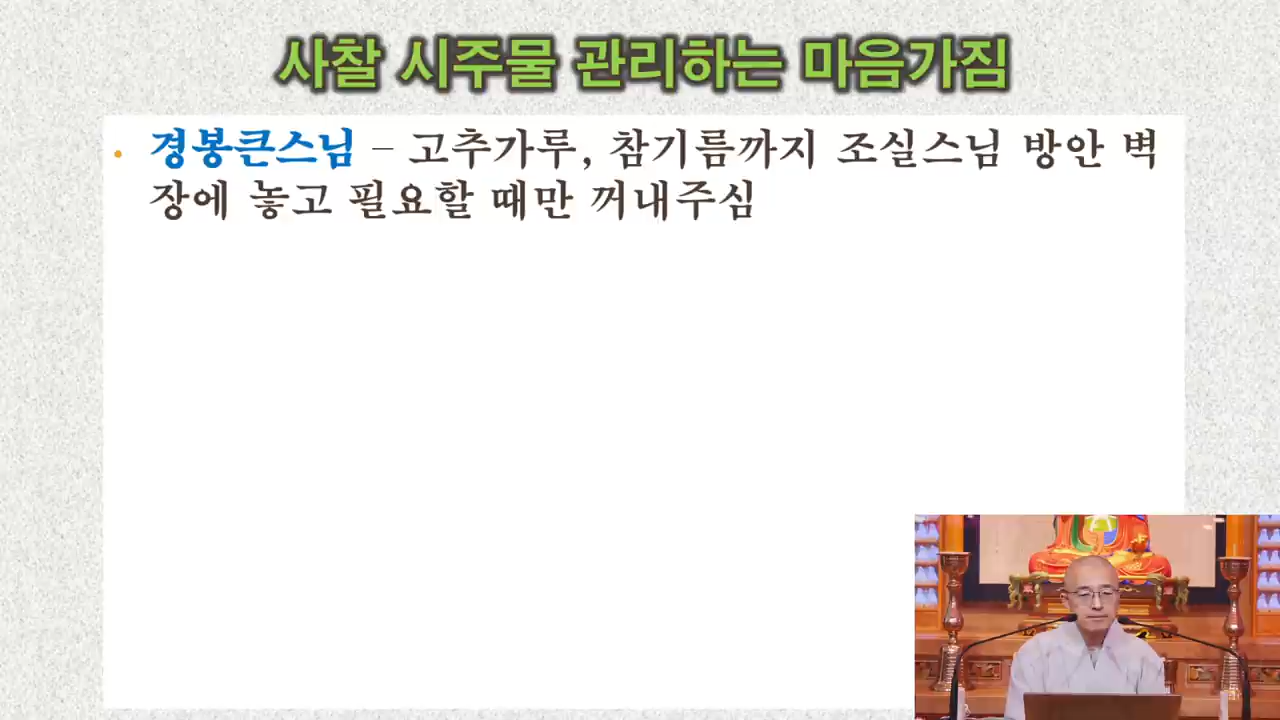 사찰 시주물 관리하는 마음가짐
• 경봉큰스님 – 고추가루, 참기름까지 조실스님 방안 벽
장에 놓고 필요할 때만 꺼내주심